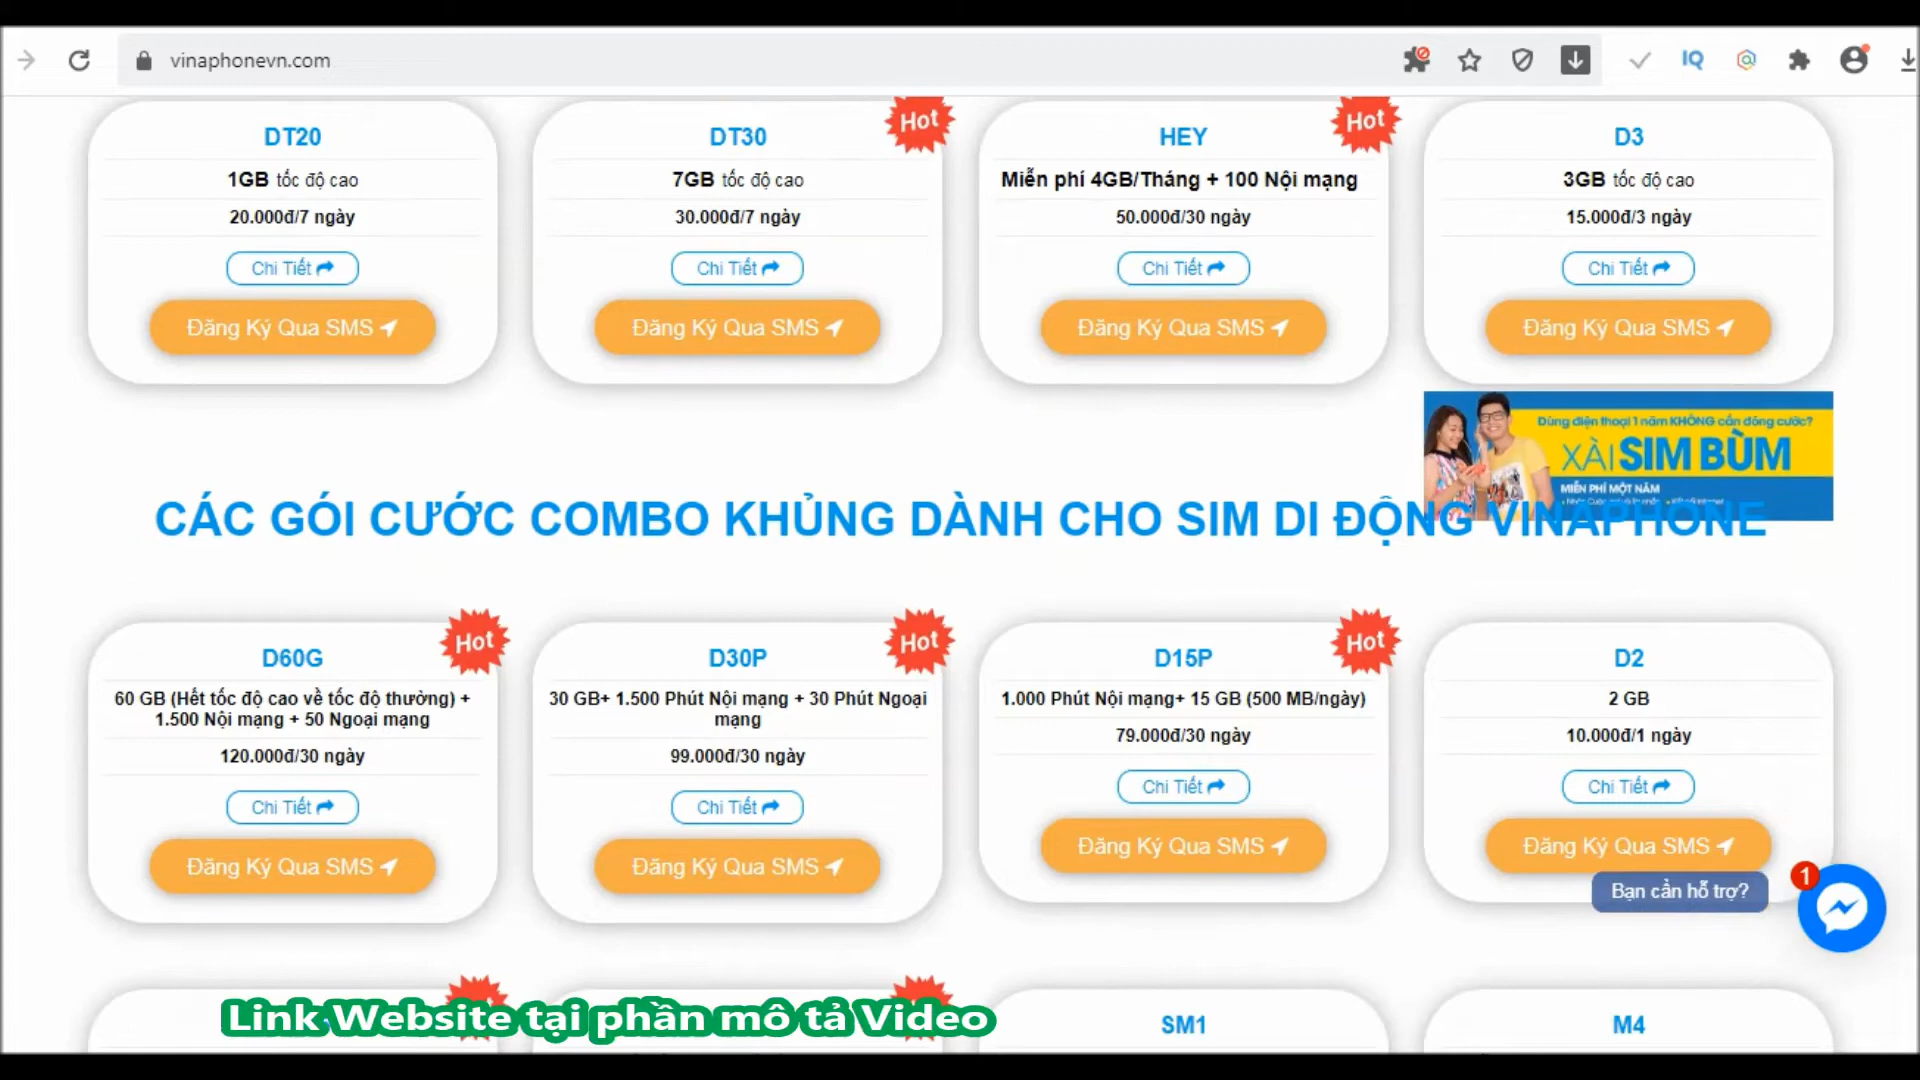 vinaphonevn.com
IQ
DT20
1GB tốc độ cao
20.000đ/7 ngày
Chi Tiết
Đăng Ký Qua SMS
Hot
DT30
7GB tốc độ cao
30.000đ/7 ngày
Chi Tiết
Đăng Ký Qua SMS
Hot
HEY
Miễn phí 4GB/Tháng + 100 Nội mạng
50.000đ/30 ngày
Chi Tiết
Đăng Ký Qua SMS
D3
3GB tốc độ cao
15.000đ/3 ngày
Chi Tiết
Đăng Ký Qua SMS
Dùng điện thoại 1 năm KHÔNG cần đóng cước?
XÀI SIM BÙM
MIỄN PHÍ MỘT NĂM
CÁC GÓI CƯỚC COMBO KHỦNG DÀNH CHO SIM DI ĐỘNG VINAPHONE
Hot
D60G
60 GB (Hết tốc độ cao về tốc độ thường) +
1.500 Nội mạng + 50 Ngoại mạng
120.000đ/30 ngày
Chi Tiết
Đăng Ký Qua SMS
Hot
D30P
30 GB+ 1.500 Phút Nội mạng + 30 Phút Ngoại
mạng
99.000đ/30 ngày
Chi Tiết
Đăng Ký Qua SMS
Hot
D15P
1.000 Phút Nội mạng+ 15 GB (500 MB/ngày)
79.000đ/30 ngày
Chi Tiết
Đăng Ký Qua SMS
D2
2 GB
10.000đ/1 ngày
Chi Tiết
Đăng Ký Qua SMS
Bạn cần hỗ trợ?
1
Link Website tại phần mô tả Video
SM1
M4